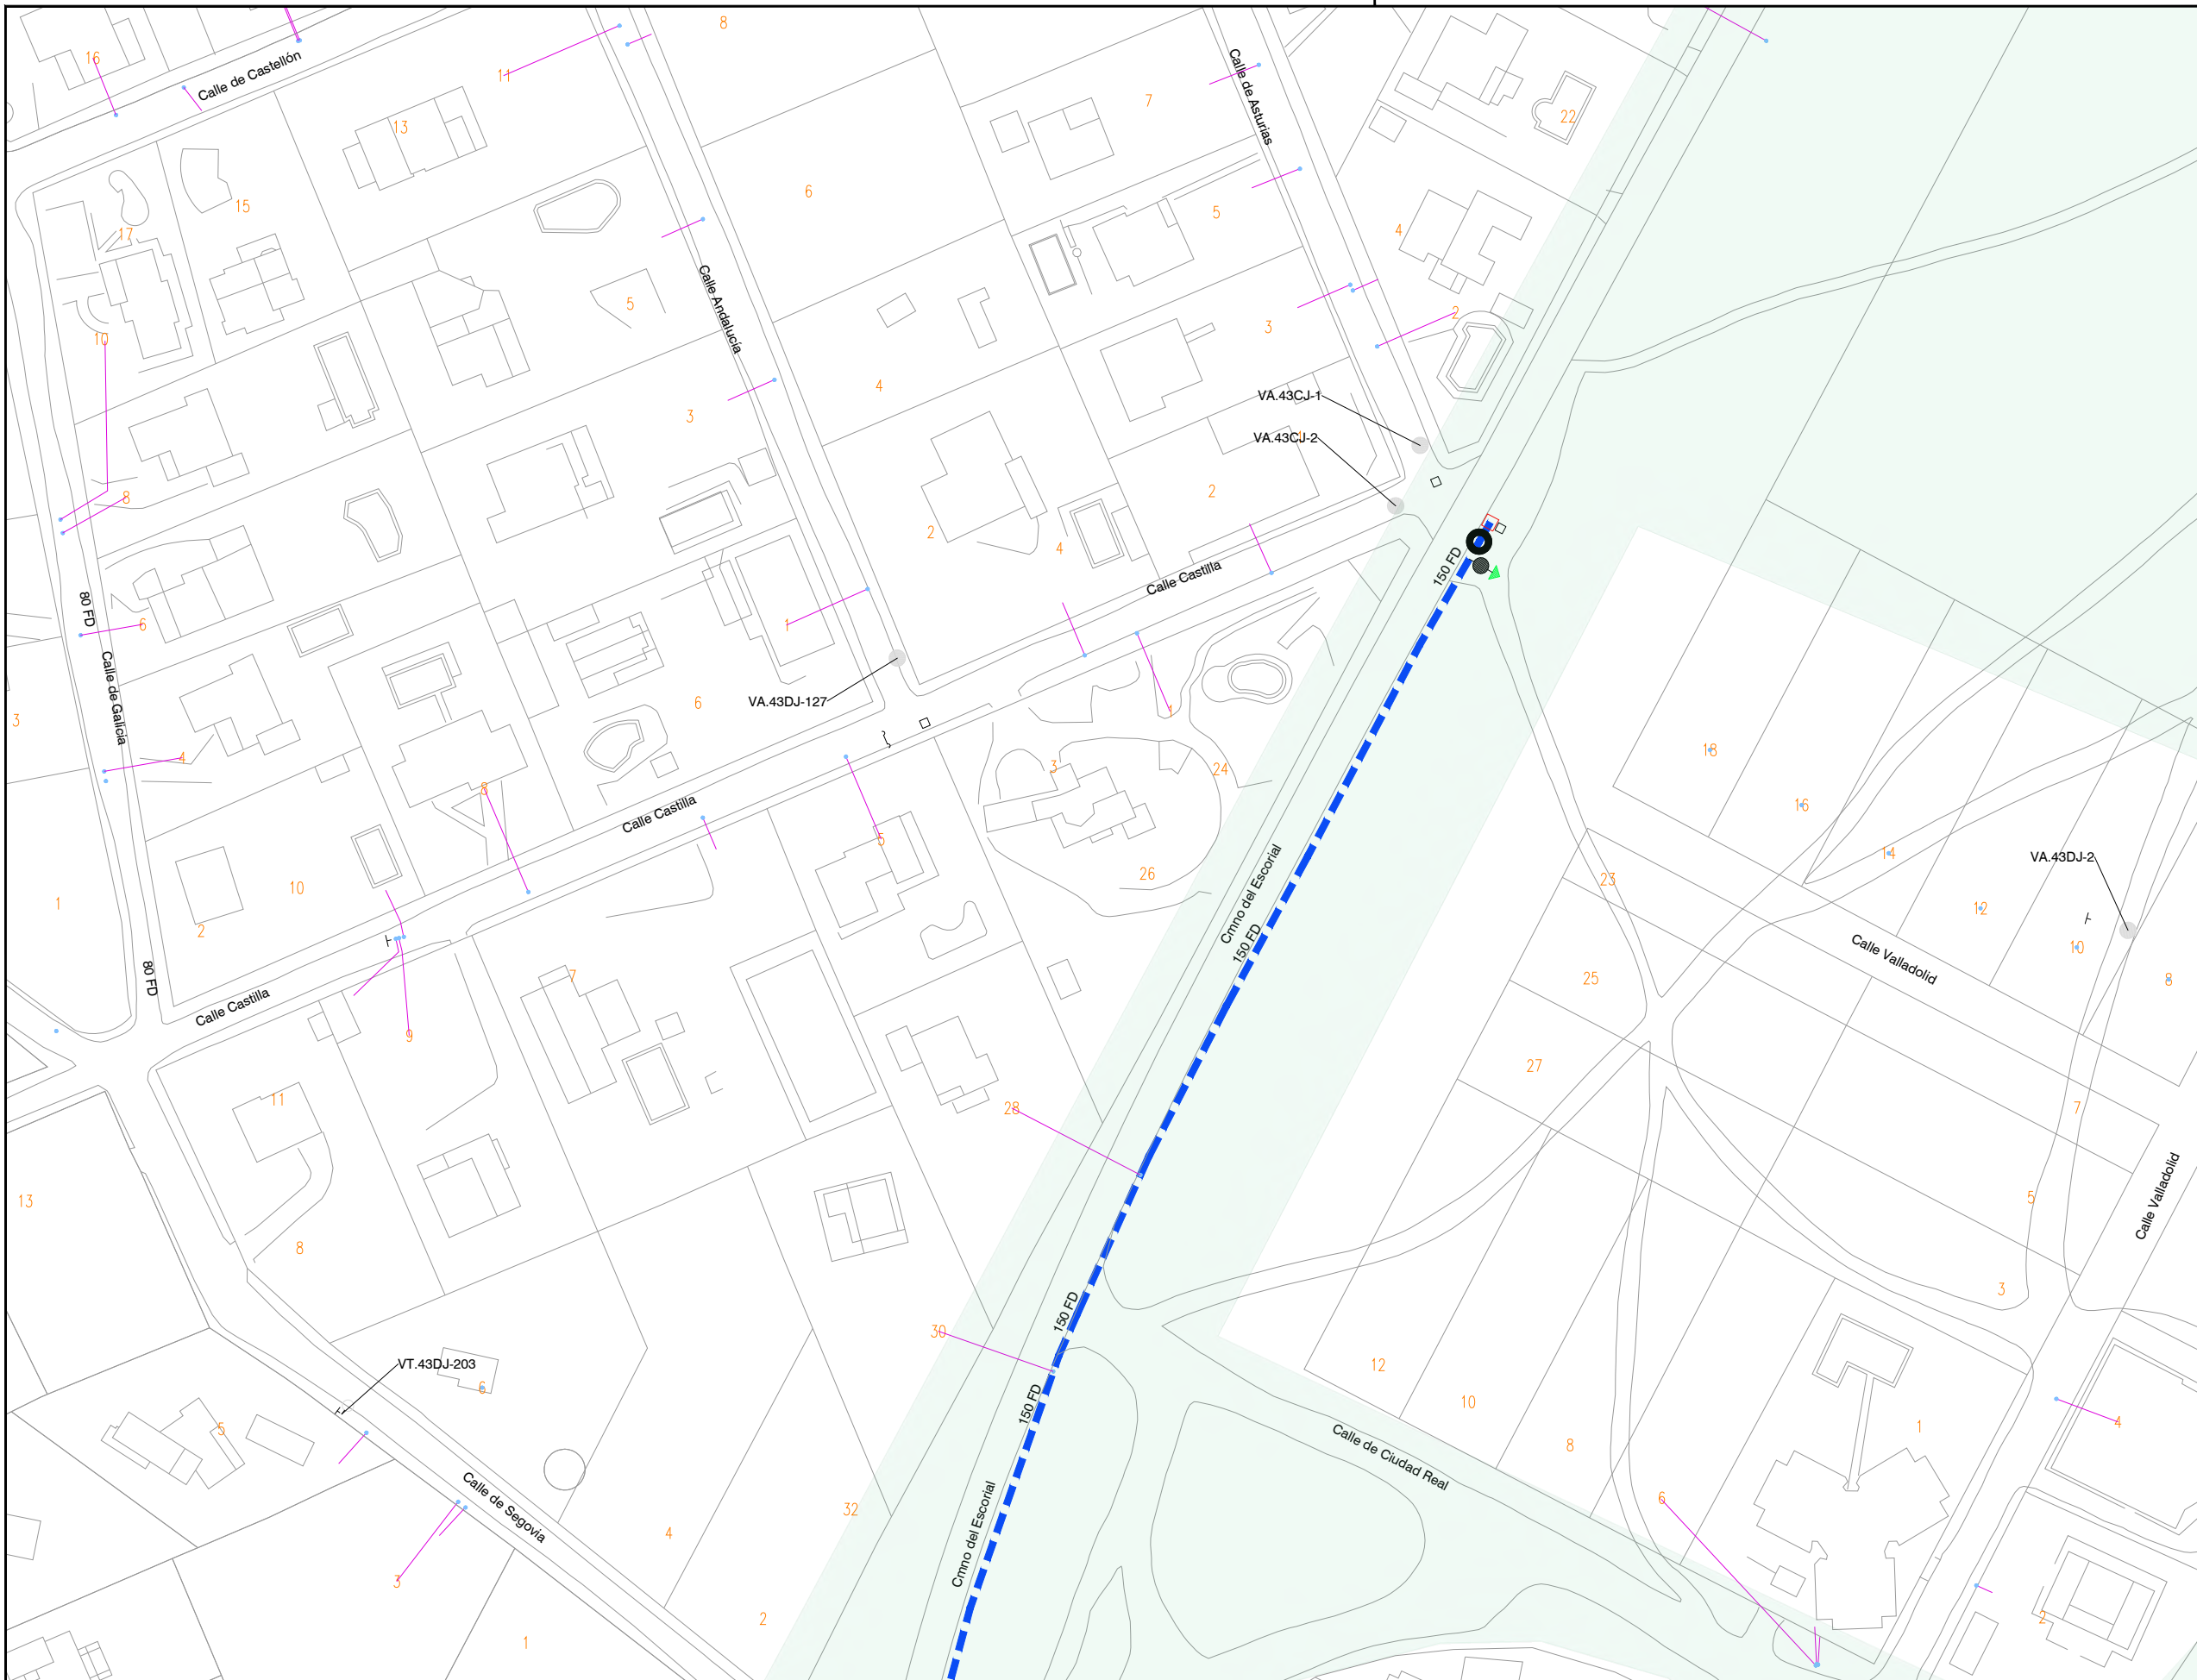 8
16
Calle de Castellón
11
13
7
Calle de Asturias
22
15
17
6
5
4
10
5
Calle Andalucía
3
2
4
VA.43CJ-1
3
VA.43CJ-2
1
8
2
2
4
150 FD
Calle Castilla
80 FD
6
1
Calle de Galicia
3
4
6
VA.43DJ-127
1
18
3
24
8
16
Calle Castilla
5
14
VA.43DJ-2
26
23
10
1
2
Cmno del Escorial
150 FD
12
10
Calle Valladolid
8
7
25
80 FD
Calle Castilla
9
27
11
28
7
13
5
Calle Valladolid
8
3
150 FD
30
12
VT.43DJ-203
6
10
150 FD
1
4
5
8
Calle de Ciudad Real
6
Calle de Segovia
32
4
Cmno del Escorial
3
2
2
1